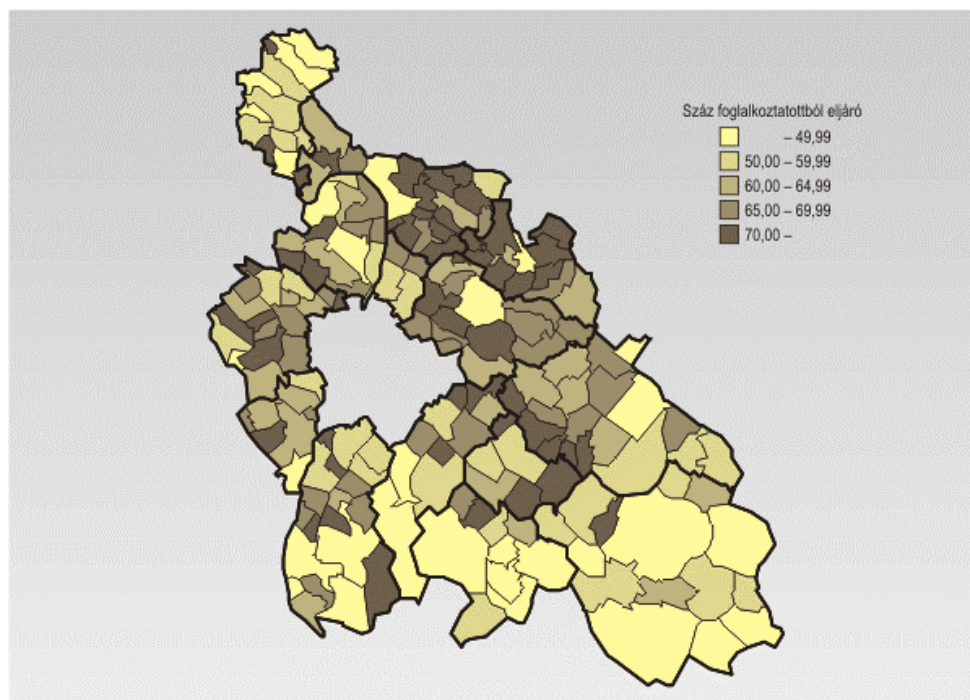 Száz foglalkoztatottból eljáró
– 49,99
50,00 – 59,99
60,00 – 64,99
65,00 – 69,99
70,00 –